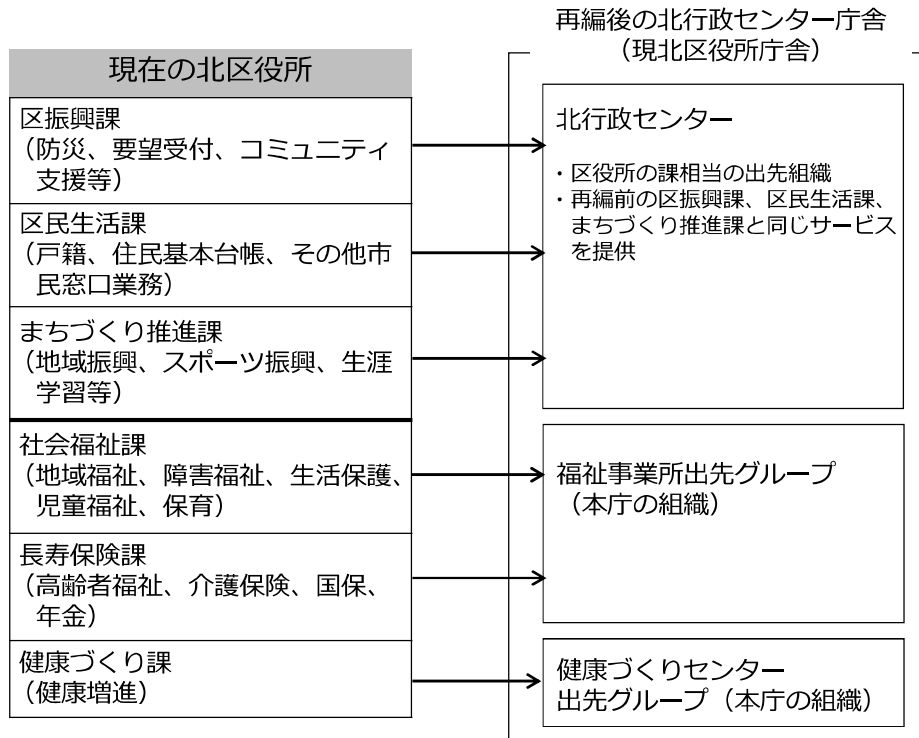 再編後の北行政センター庁舎
（現北区役所庁舎）
現在の北区役所
区振興課
（防災、要望受付、コミュニティ
支援等）
区民生活課
（戸籍、住民基本台帳、その他市
民窓口業務）
まちづくり推進課
（地域振興、スポーツ振興、生涯
学習等）
社会福祉課
（地域福祉、障害福祉、生活保護、
児童福祉、保育）
長寿保険課
（高齢者福祉、介護保険、国保、
年金）
健康づくり課
（健康増進）
北行政センター
・区役所の課相当の出先組織
・再編前の区振興課、区民生活課、
まちづくり推進課と同じサービス
を提供
福祉事業所出先グループ
（本庁の組織）
健康づくりセンター
出先グループ（本庁の組織）